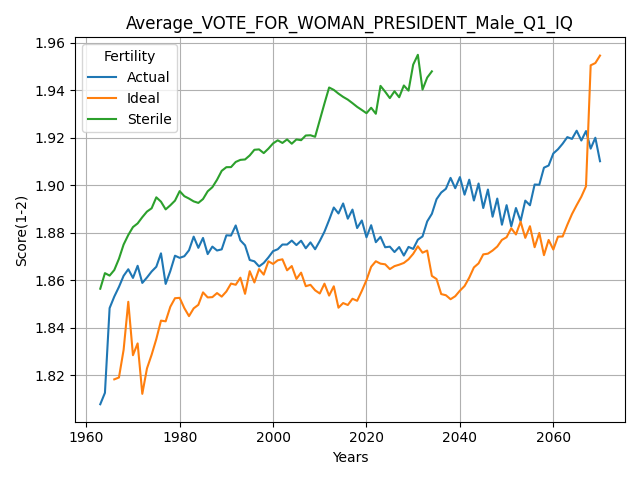 Average_VOTE_FOR_WOMAN_PRESIDENT_Male_Q1_IQ
Fertility
Actual
Ideal
Sterile
Score(1-2)
1.96
1.94
1.92
1.90
1.88
1.86
1.84
1.82
1960 1980 2000 2020 2040 2060
Years